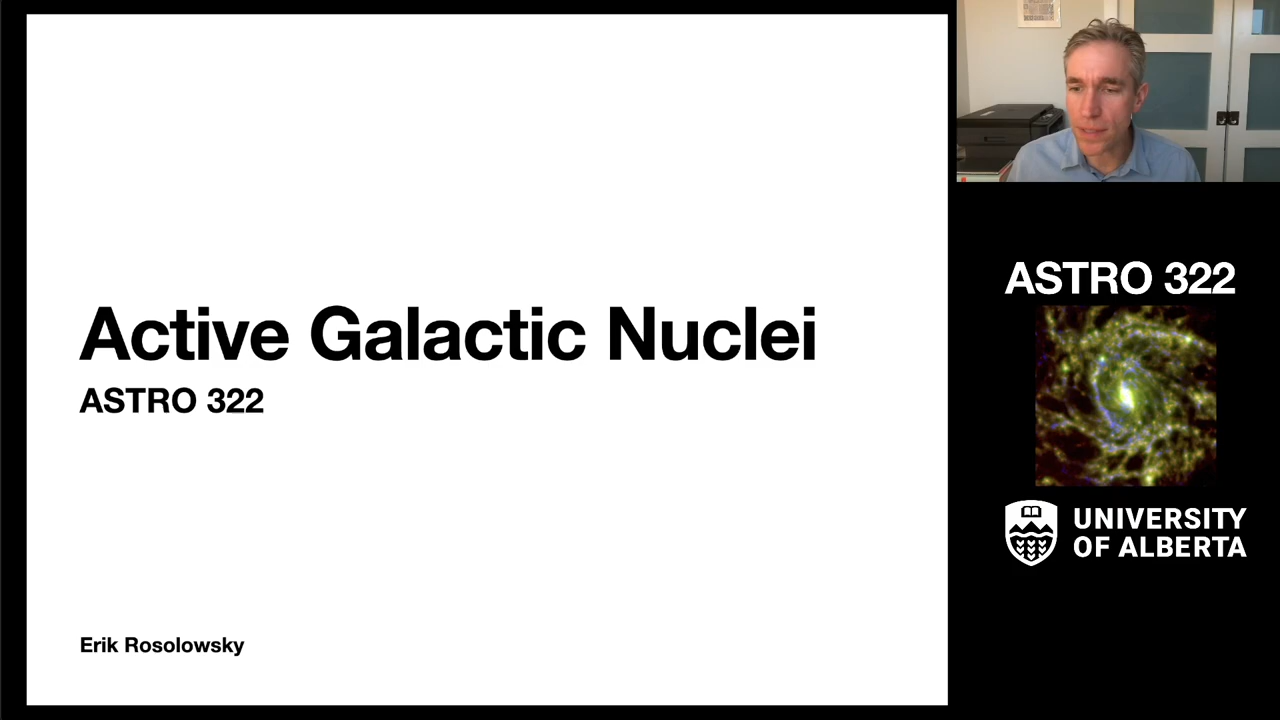 Active Galactic Nuclei
ASTRO 322
Erik Rosolowsky
ASTRO 322
UNIVERSITY
OF ALBERTA